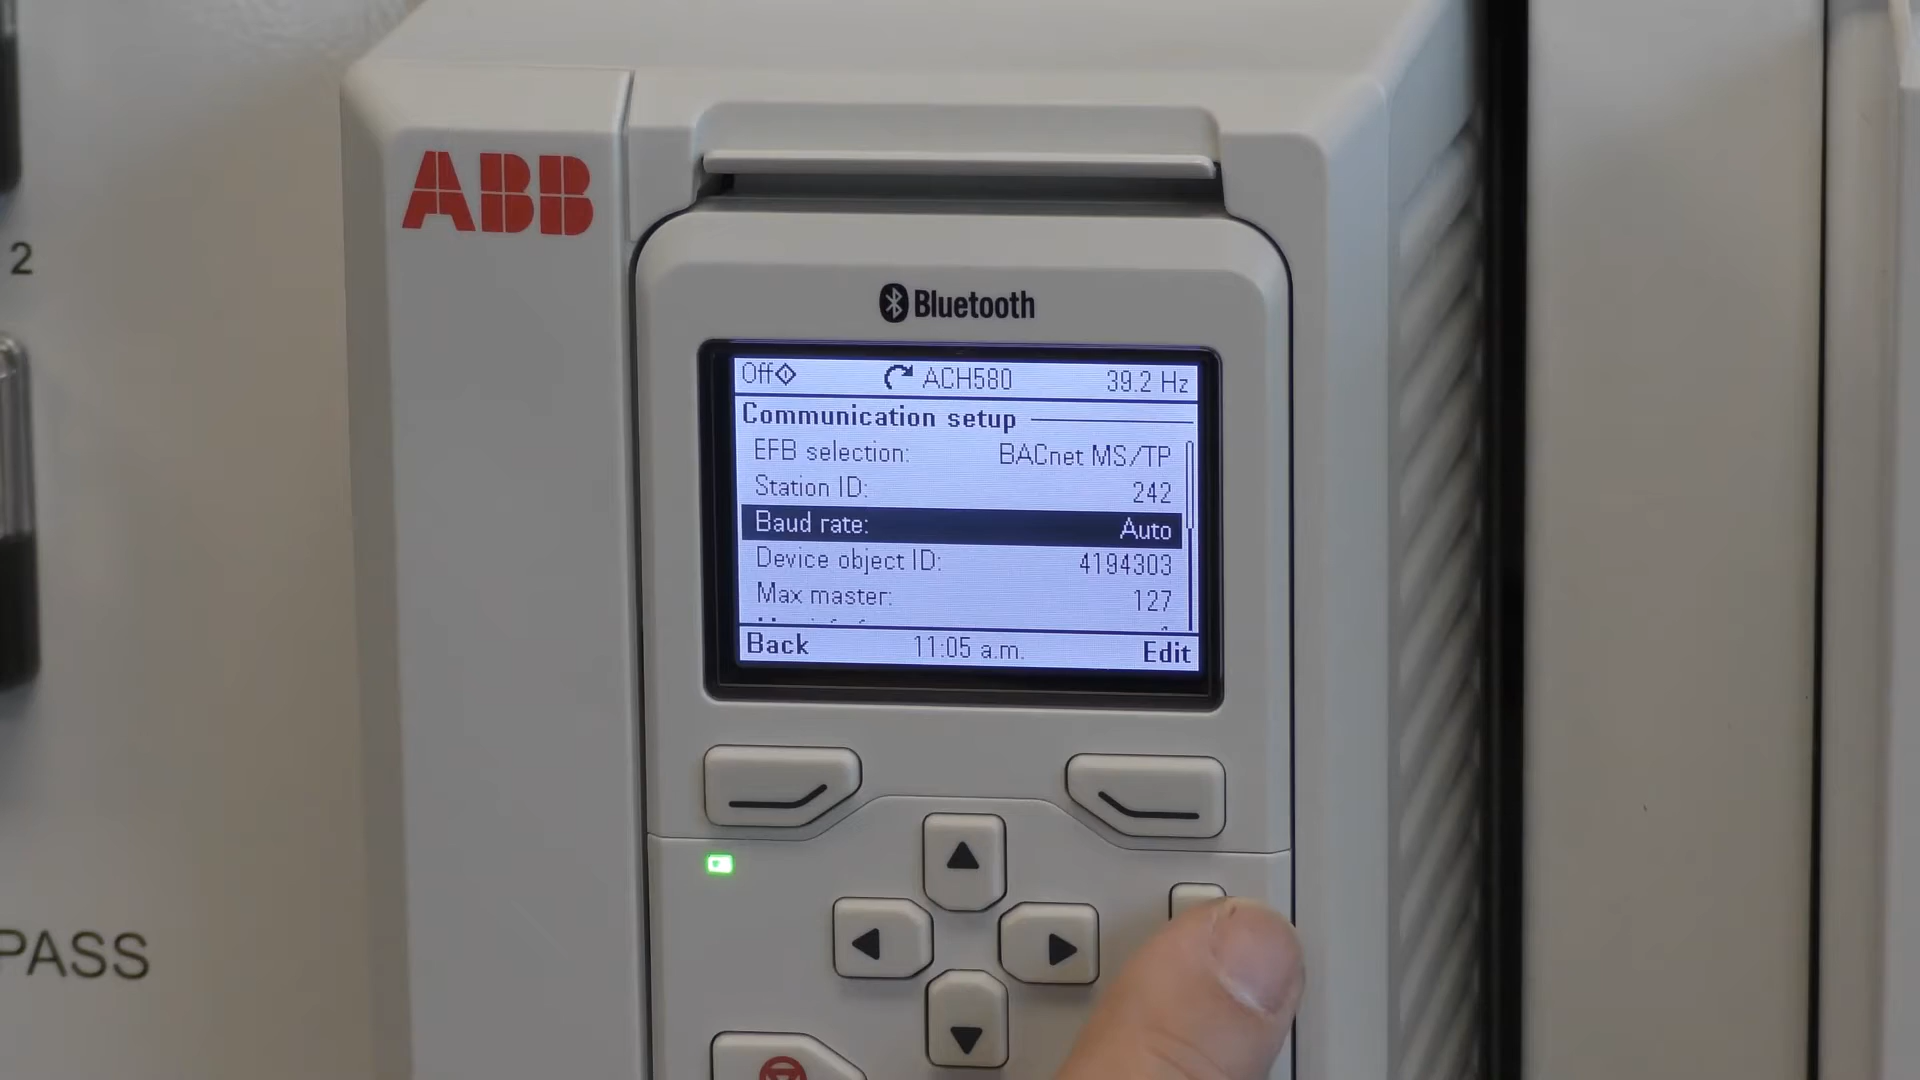 ABB
2
Bluetooth
Off ACH580 39.2 Hz
Communication setup
EFB selection: BACnet MS/TP
Station ID: 242
Baud rate: Auto
Device object ID: 4194303
Max master: 127
Back 11:05 a.m. Edit
PASS